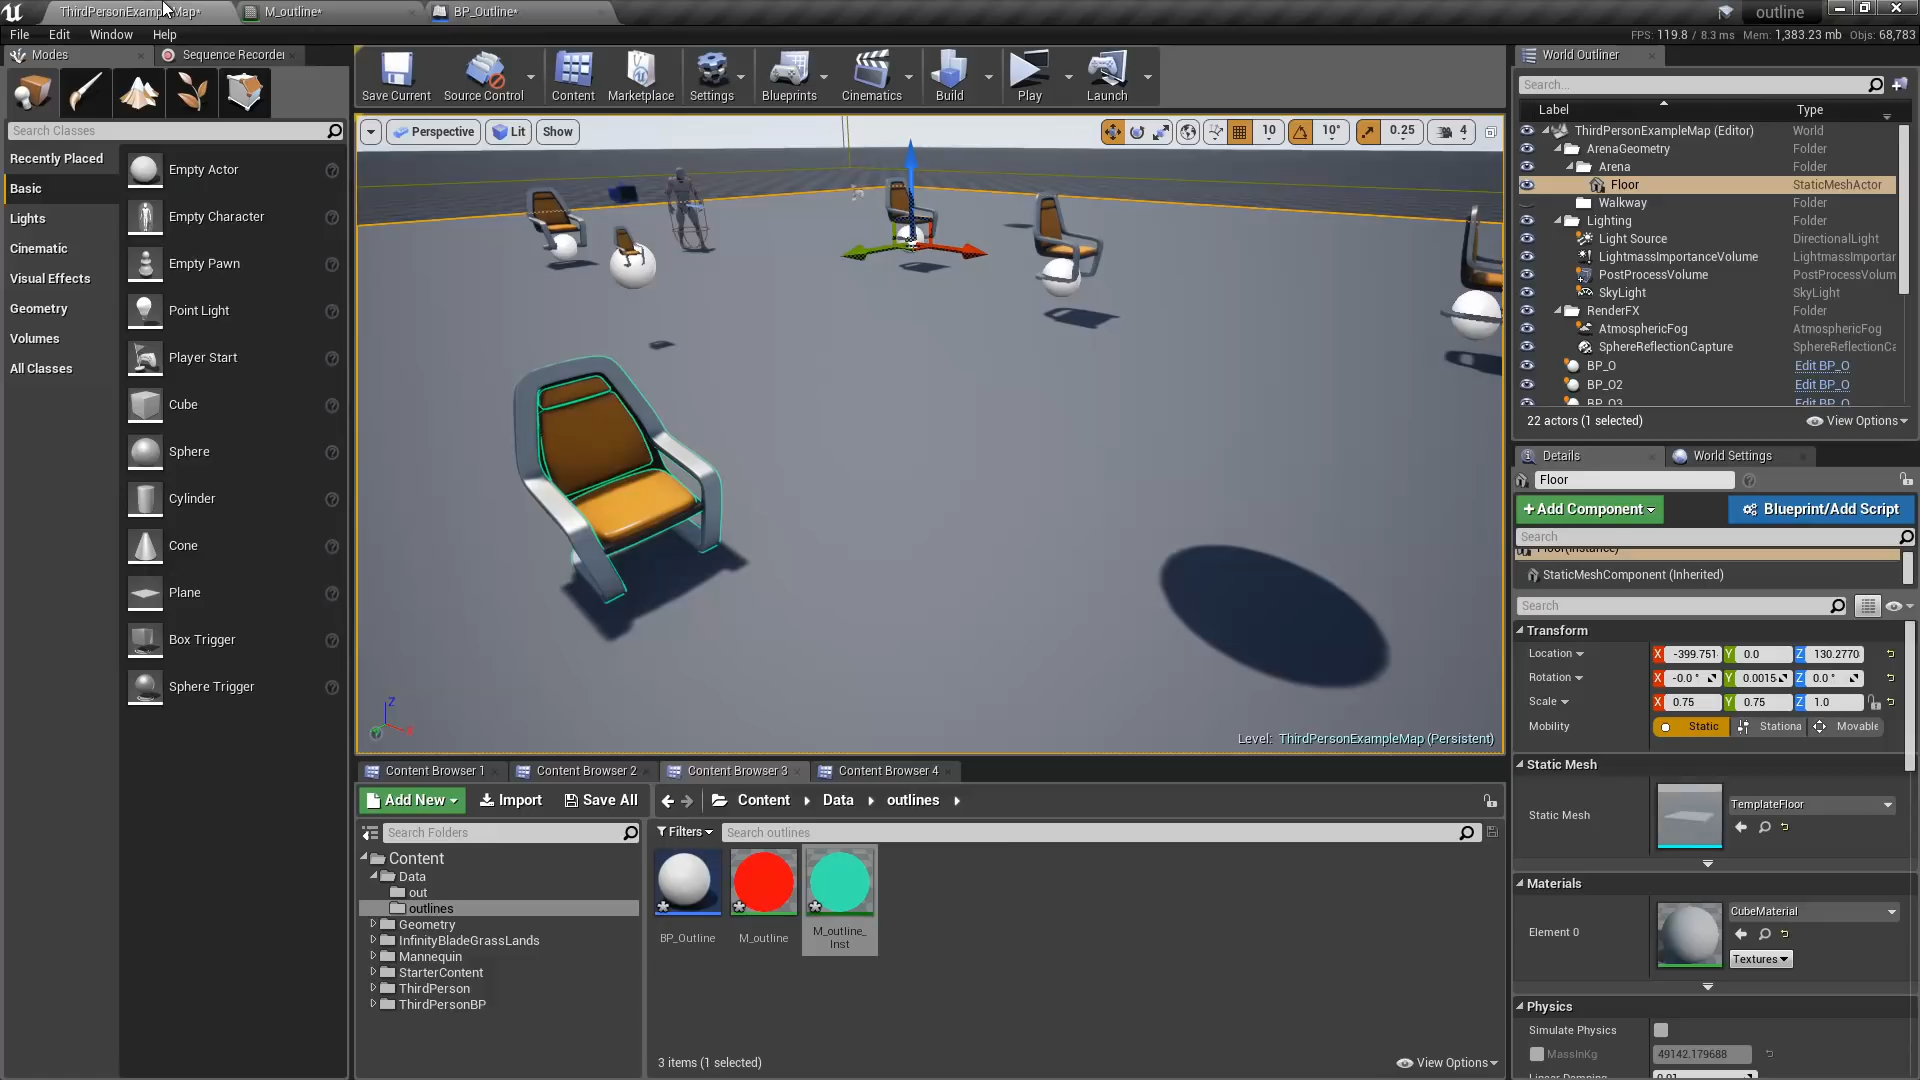 ThirdPersonExampleMap*
M_outline*
BP_Outline*
outline
File Edit Window Help
FPS: 119.8 / 8.3 ms Mem: 1,383.23 mb Objs: 68,783
Modes
Sequence Recorder
Save Current
Source Control
Content
Marketplace
Settings
Blueprints
Cinematics
Build
Play
Launch
Search Classes
Recently Placed
Basic
Lights
Cinematic
Visual Effects
Geometry
Volumes
All Classes
Empty Actor
Empty Character
Empty Pawn
Point Light
Player Start
Cube
Sphere
Cylinder
Cone
Plane
Box Trigger
Sphere Trigger
Perspective
Lit
Show
10
10°
0.25
4
Level: ThirdPersonExampleMap (Persistent)
World Outliner
Search...
Label Type
ThirdPersonExampleMap (Editor) World
ArenaGeometry Folder
Arena Folder
Floor StaticMeshActor
Walkway Folder
Lighting Folder
Light Source DirectionalLight
LightmassImportanceVolume LightmassImportar
PostProcessVolume PostProcessVolum
SkyLight SkyLight
RenderFX Folder
AtmosphericFog AtmosphericFog
SphereReflectionCapture SphereReflectionCa
BP_O Edit BP_O
BP_O2 Edit BP_O
BP_O3 Edit BP_O
22 actors (1 selected)
View Options
Details
World Settings
Floor
+Add Component
Blueprint/Add Script
Search
Floor(Instance)
StaticMeshComponent (Inherited)
Search
Transform
Location X -399.751 Y 0.0 Z 130.2770
Rotation X -0.0 ° Y 0.0015 Z 0.0 °
Scale X 0.75 Y 0.75 Z 1.0
Mobility Static Stationa Movable
Static Mesh
Static Mesh
TemplateFloor
Materials
Element 0
CubeMaterial
Textures
Physics
Simulate Physics
MassInKg 49142.179688
Linear Damping 0.01
Content Browser 1
Content Browser 2
Content Browser 3
Content Browser 4
Add New
Import
Save All
Content
Data
outlines
Search Folders
Filters
Search outlines
Content
Data
out
outlines
Geometry
InfinityBladeGrassLands
Mannequin
StarterContent
ThirdPerson
ThirdPersonBP
BP_Outline
M_outline
M_outline_
Inst
3 items (1 selected)
View Options
Z
X